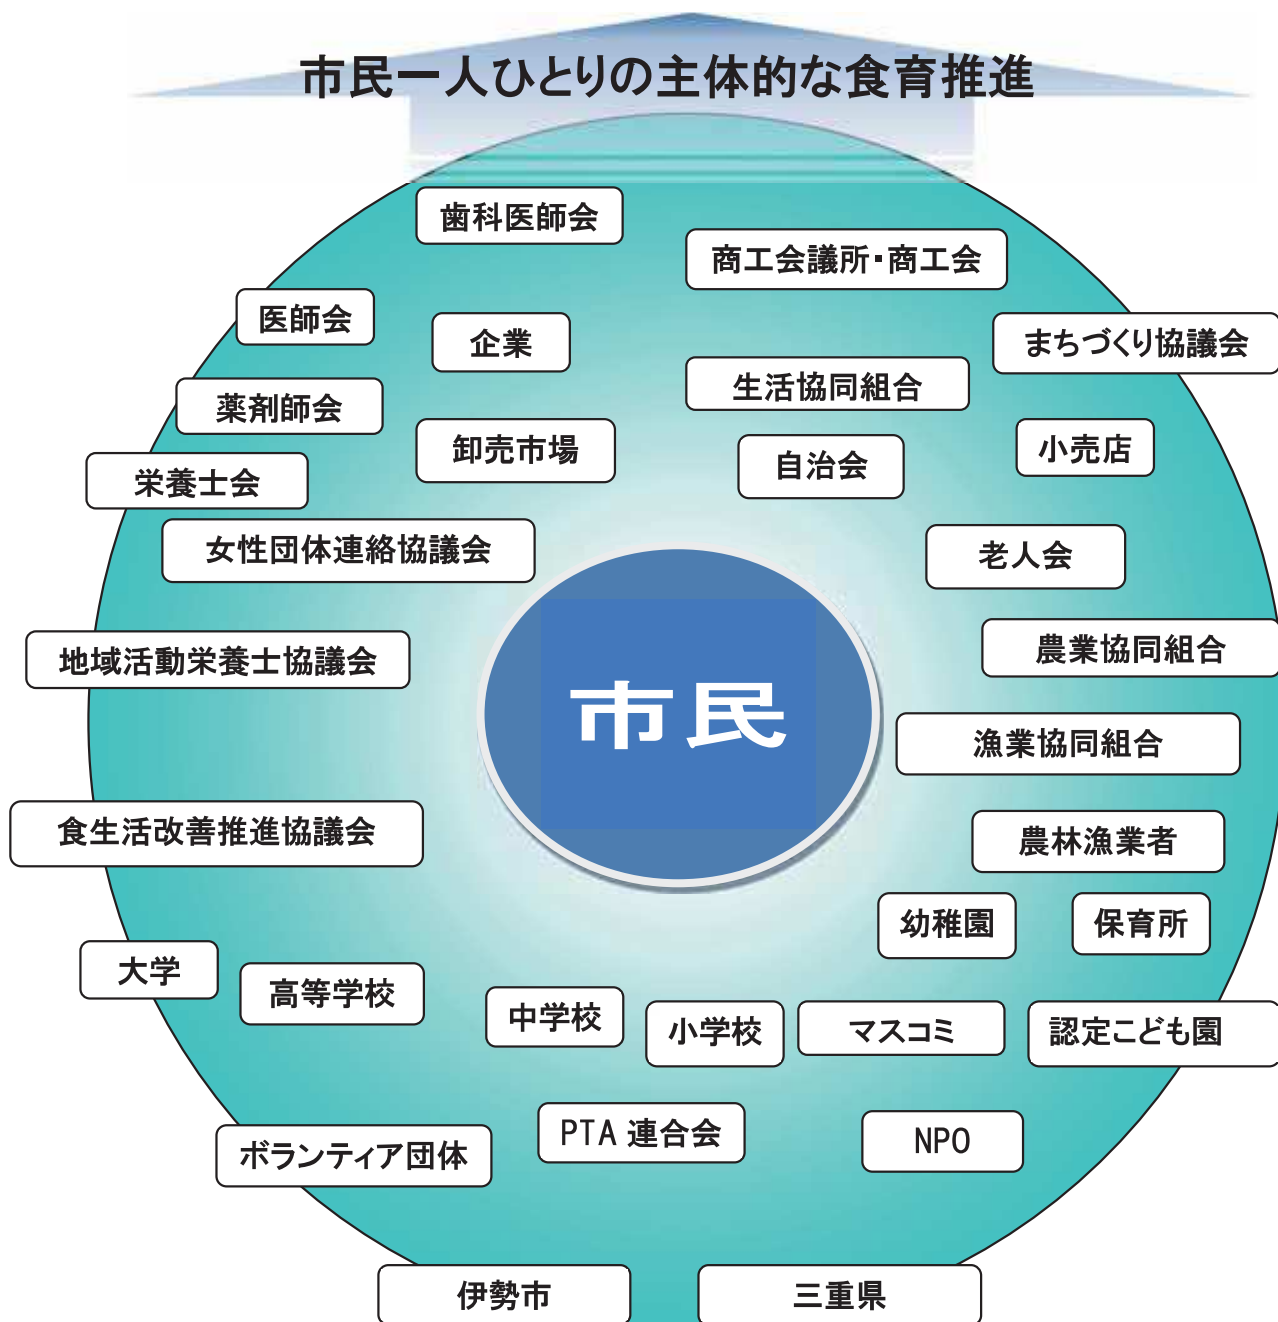 市民一人ひとりの主体的な食育推進
歯科医師会
商工会議所・商工会
医師会
企業
まちづくり協議会
生活協同組合
薬剤師会
卸売市場
自治会
小売店
栄養士会
女性団体連絡協議会
老人会
地域活動栄養士協議会
農業協同組合
市民
漁業協同組合
食生活改善推進協議会
農林漁業者
幼稚園
保育所
大学
高等学校
中学校
小学校
マスコミ
認定こども園
ボランティア団体
PTA 連合会
NPO
伊勢市
三重県